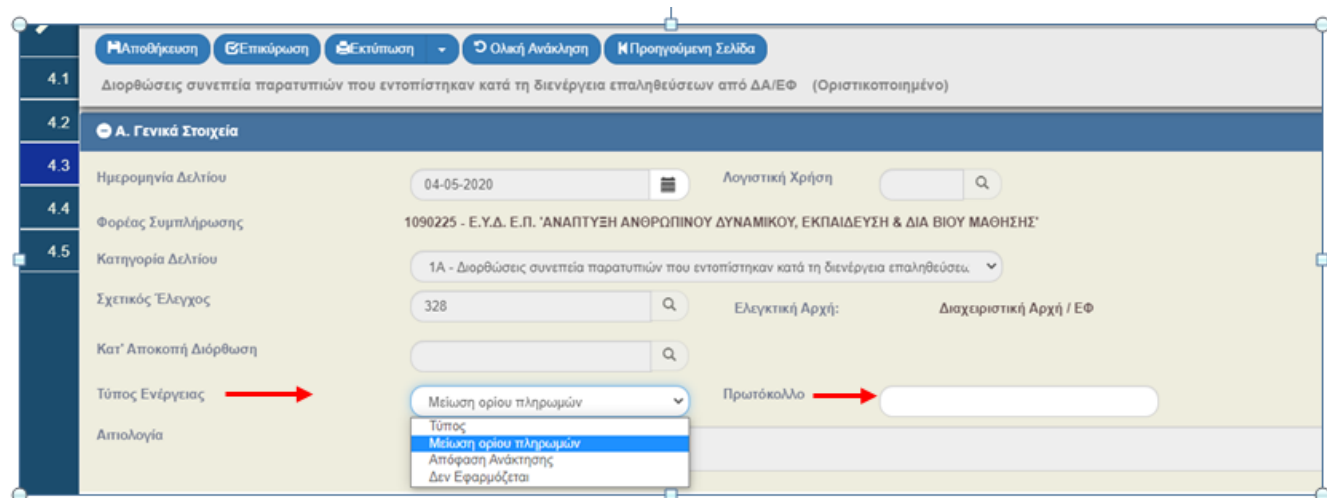 Αποθήκευση Επικύρωση Εκτύπωση Ολική Ανάκληση Προηγούμενη Σελίδα
4.1 Διορθώσεις συνεπεία παρατυπιών που εντοπίστηκαν κατά τη διενέργεια επαληθεύσεων από ΔΑ/ΕΦ (Οριστικοποιημένο)
4.2 Α. Γενικά Στοιχεία
4.3 Ημερομηνία Δελτίου 04-05-2020 Λογιστική Χρήση
4.4 Φορέας Συμπλήρωσης 1090225 - Ε.Υ.Δ. Ε.Π. 'ΑΝΑΠΤΥΞΗ ΑΝΘΡΩΠΙΝΟΥ ΔΥΝΑΜΙΚΟΥ, ΕΚΠΑΙΔΕΥΣΗ & ΔΙΑ ΒΙΟΥ ΜΑΘΗΣΗΣ'
4.5 Κατηγορία Δελτίου 1Α - Διορθώσεις συνεπεία παρατυπιών που εντοπίστηκαν κατά τη διενέργεια επαληθεύσεω
Σχετικός Έλεγχος 328 Ελεγκτική Αρχή: Διαχειριστική Αρχή / ΕΦ
Κατ' Αποκοπή Διόρθωση
Τύπος Ενέργειας Μείωση ορίου πληρωμών Πρωτόκολλο
Αιτιολογία
Τύπος
Μείωση ορίου πληρωμών
Απόφαση Ανάκτησης
Δεν Εφαρμόζεται